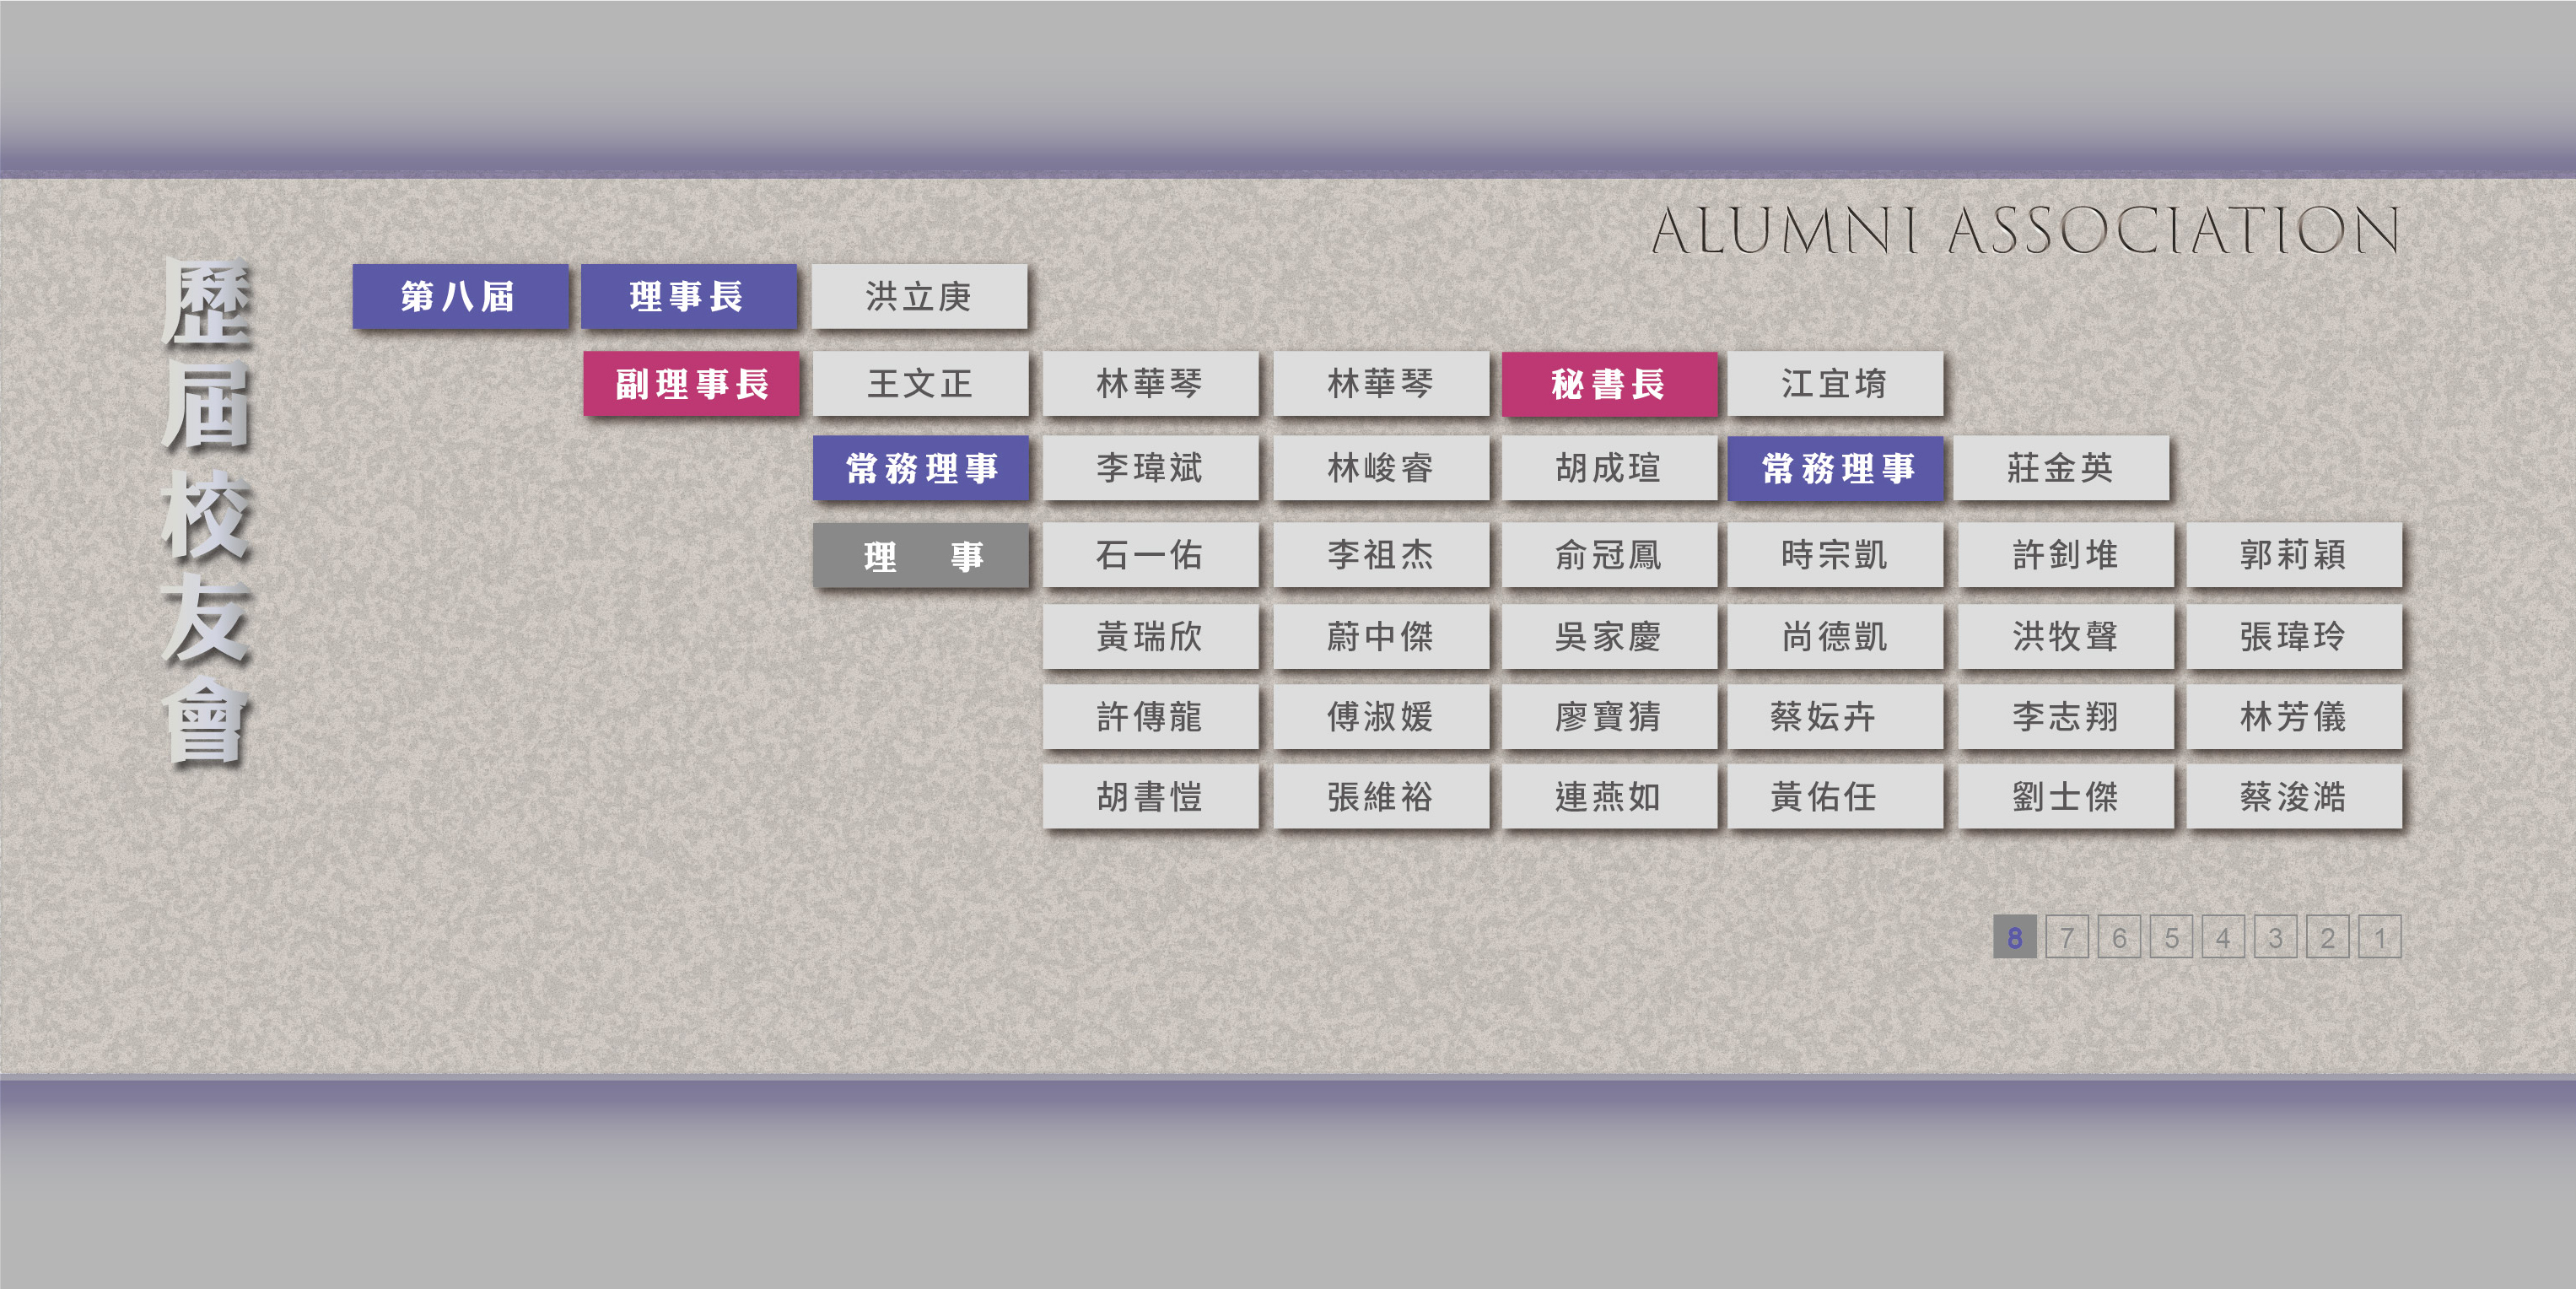 ALUMNI ASSOCIATION
歷屆校友會
第八屆 理事長 洪立庚
副理事長 王文正 林華琴 林華琴 秘書長 江宜堉
常務理事 李瑋斌 林峻睿 胡成瑄 常務理事 莊金英
理 事 石一佑 李祖杰 俞冠鳳 時宗凱 許釗堆 郭莉穎
黃瑞欣 蔚中傑 吳家慶 尚德凱 洪牧聲 張瑋玲
許傳龍 傅淑媛 廖寶猜 蔡妘卉 李志翔 林芳儀
胡書愷 張維裕 連燕如 黃佑任 劉士傑 蔡浚澔
8 7 6 5 4 3 2 1